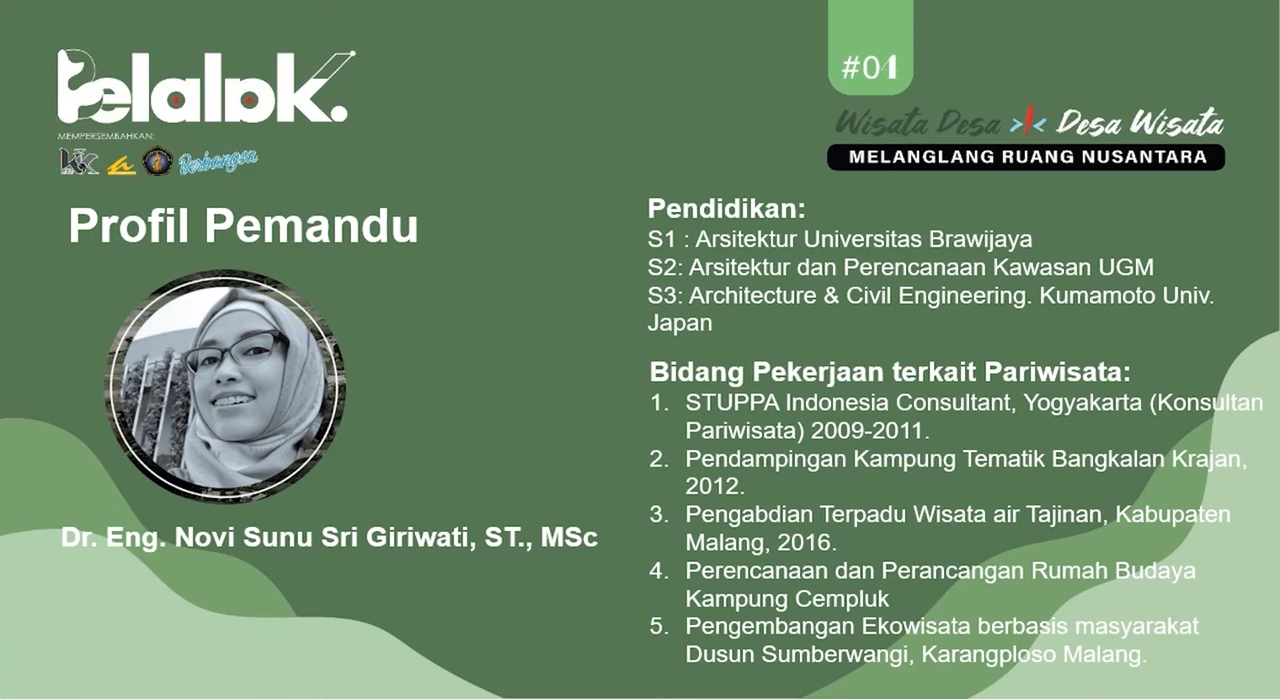 Pelalok.
MEMPERSEMBAHKAN:
Berbangsa
#04
Wisata Desa >|< Desa Wisata
MELANGLANG RUANG NUSANTARA
Profil Pemandu
Dr. Eng. Novi Sunu Sri Giriwati, ST., MSc
Pendidikan:
S1 : Arsitektur Universitas Brawijaya
S2: Arsitektur dan Perencanaan Kawasan UGM
S3: Architecture & Civil Engineering. Kumamoto Univ.
Japan
Bidang Pekerjaan terkait Pariwisata:
1. STUPPA Indonesia Consultant, Yogyakarta (Konsultan
Pariwisata) 2009-2011.
2. Pendampingan Kampung Tematik Bangkalan Krajan,
2012.
3. Pengabdian Terpadu Wisata air Tajinan, Kabupaten
Malang, 2016.
4. Perencanaan dan Perancangan Rumah Budaya
Kampung Cempluk
5. Pengembangan Ekowisata berbasis masyarakat
Dusun Sumberwangi, Karangploso Malang.